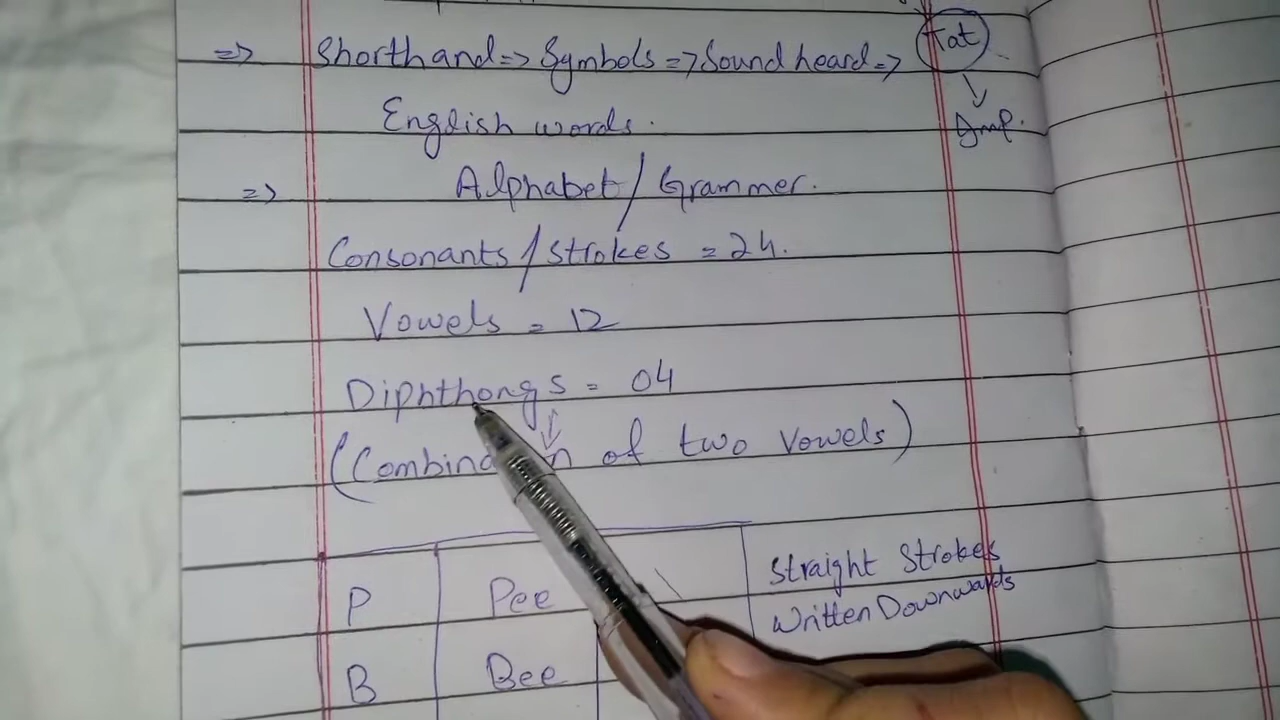 => Shorthand => Symbols => Sound heard => Tat
English words.
Imp.
=> Alphabet/Grammer.
Consonants/strokes = 24.
Vowels = 12
Diphthongs = 04
(Combination of two vowels)
P Pee \ Straight Strokes
Written Downwards
B Bee